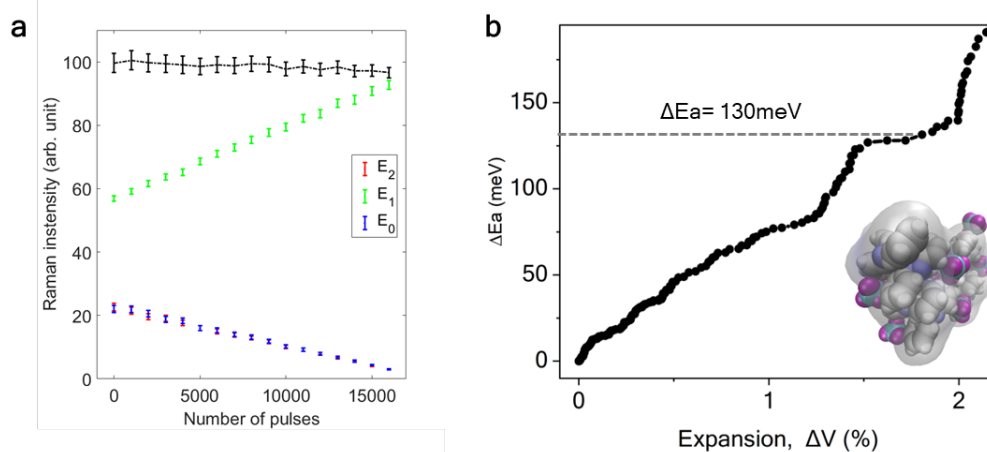 a
Raman instensity (arb. unit)
100
80
60
40
20
0
E2
E1
E0
0
5000
10000
15000
Number of pulses
b
ΔEa (meV)
150
100
50
0
ΔEa= 130meV
0
1
2
Expansion, ΔV (%)